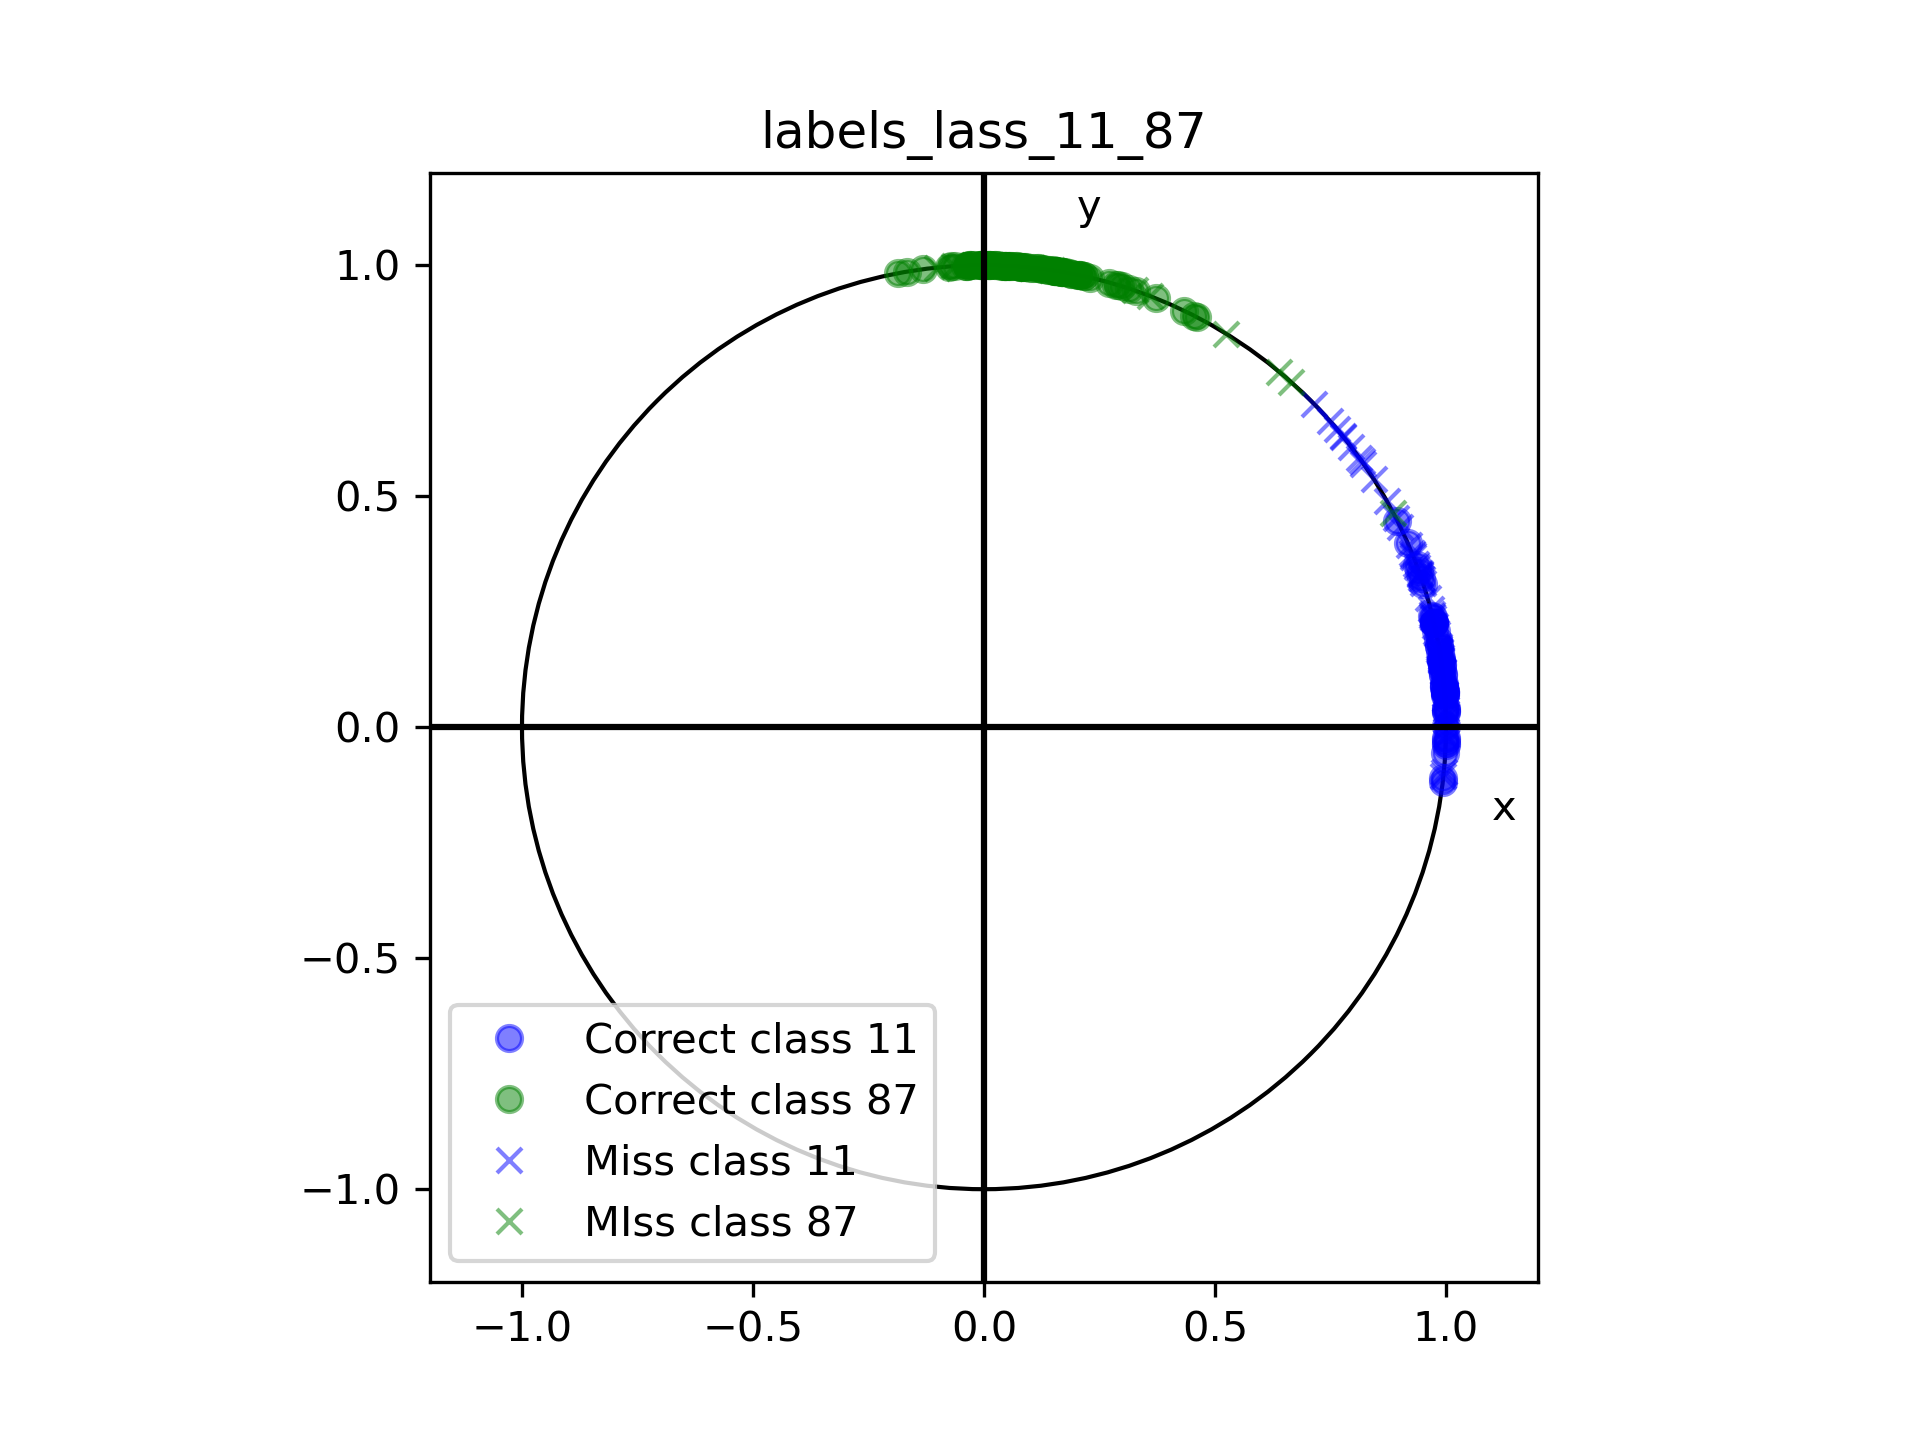 labels_lass_11_87
y
1.0
0.5
0.0
−0.5
−1.0
x
Correct class 11
Correct class 87
Miss class 11
MIss class 87
−1.0 −0.5 0.0 0.5 1.0